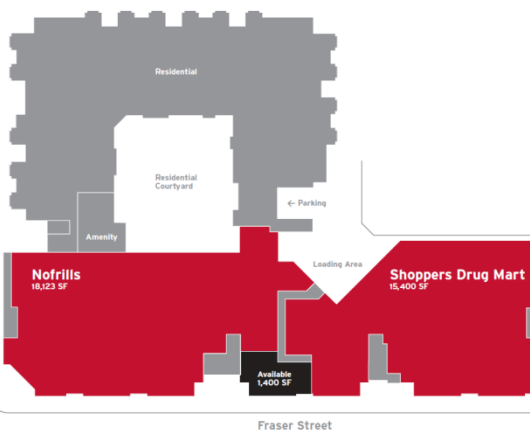 Residential
Residential
Courtyard
← Parking
Amenity
Loading Area
Nofrills
18,123 SF
Shoppers Drug Mart
15,400 SF
Available
1,400 SF
Fraser Street